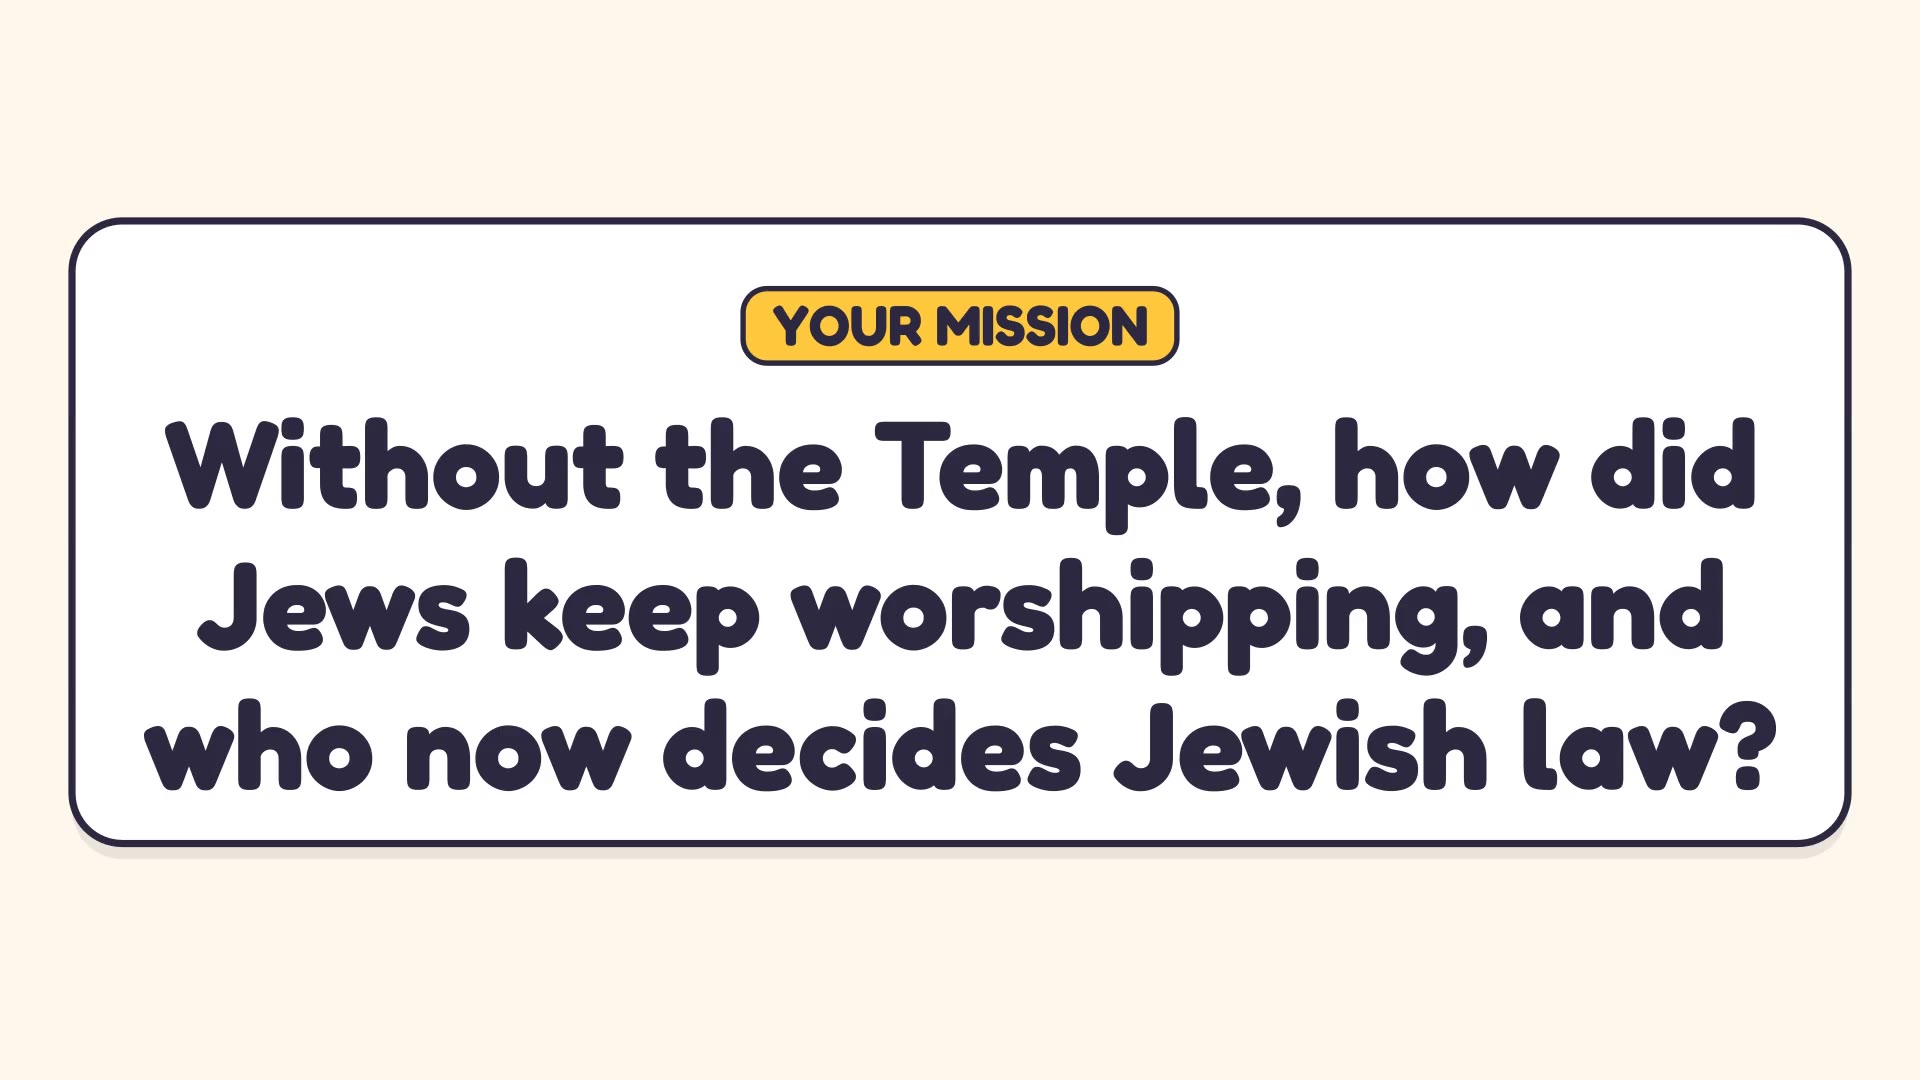 YOUR MISSION
Without the Temple, how did
Jews keep worshipping, and
who now decides Jewish law?